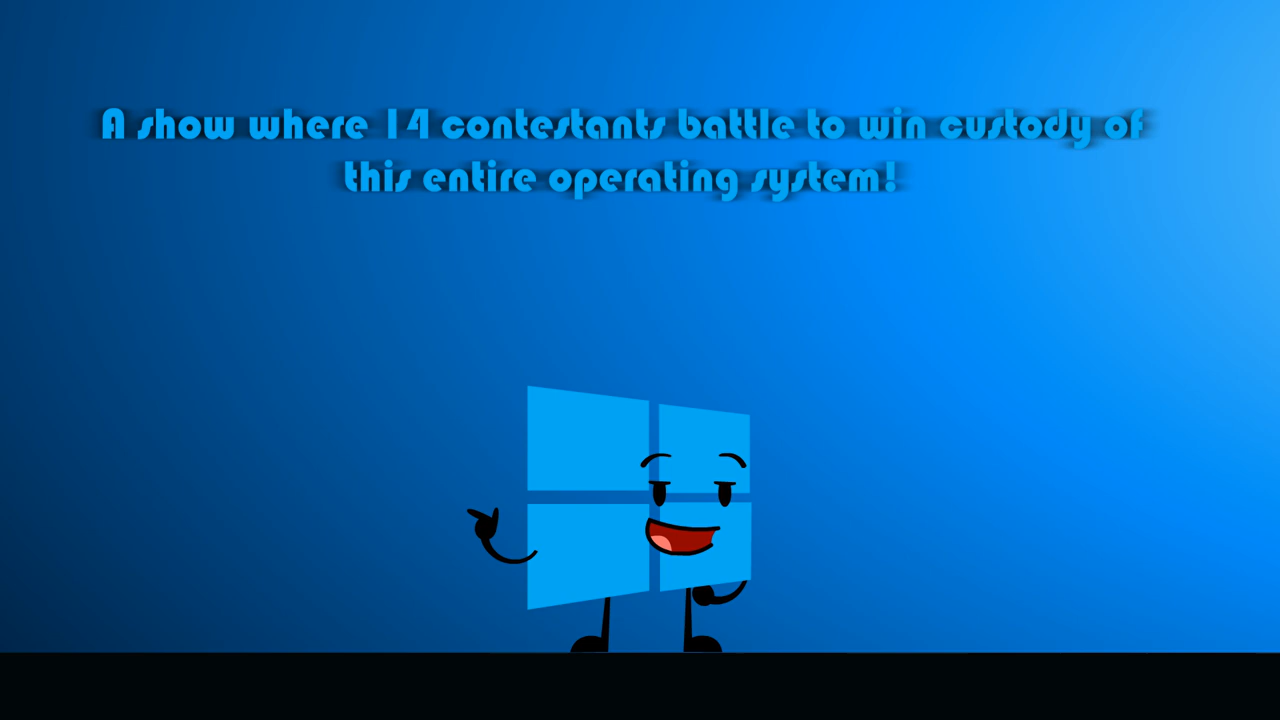 A show where 14 contestants battle to win custody of
this entire operating system!